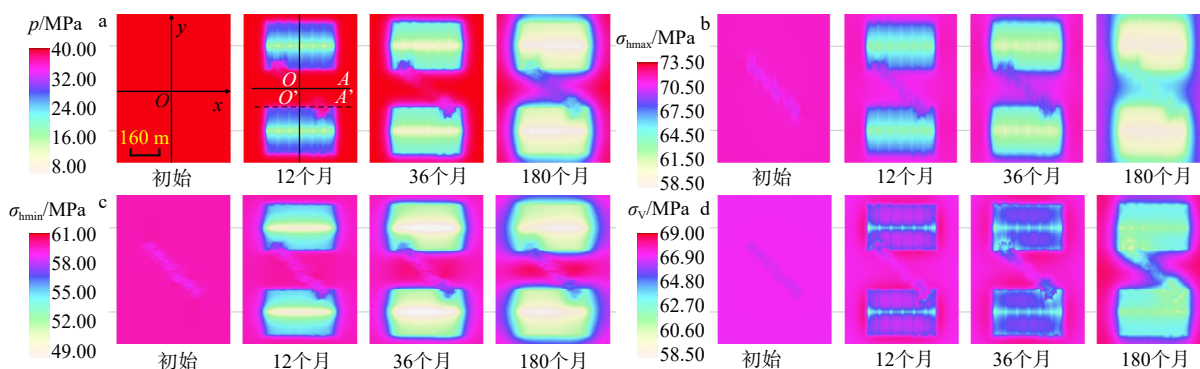 p/MPa
a
40.00
32.00
24.00
16.00
8.00
y
O
x
160 m
O
A
O'
A'
初始
12个月
36个月
180个月
σhmax/MPa
b
73.50
70.50
67.50
64.50
61.50
58.50
初始
12个月
36个月
180个月
σhmin/MPa
c
61.00
58.00
55.00
52.00
49.00
初始
12个月
36个月
180个月
σV/MPa
d
69.00
66.90
64.80
62.70
60.60
58.50
初始
12个月
36个月
180个月